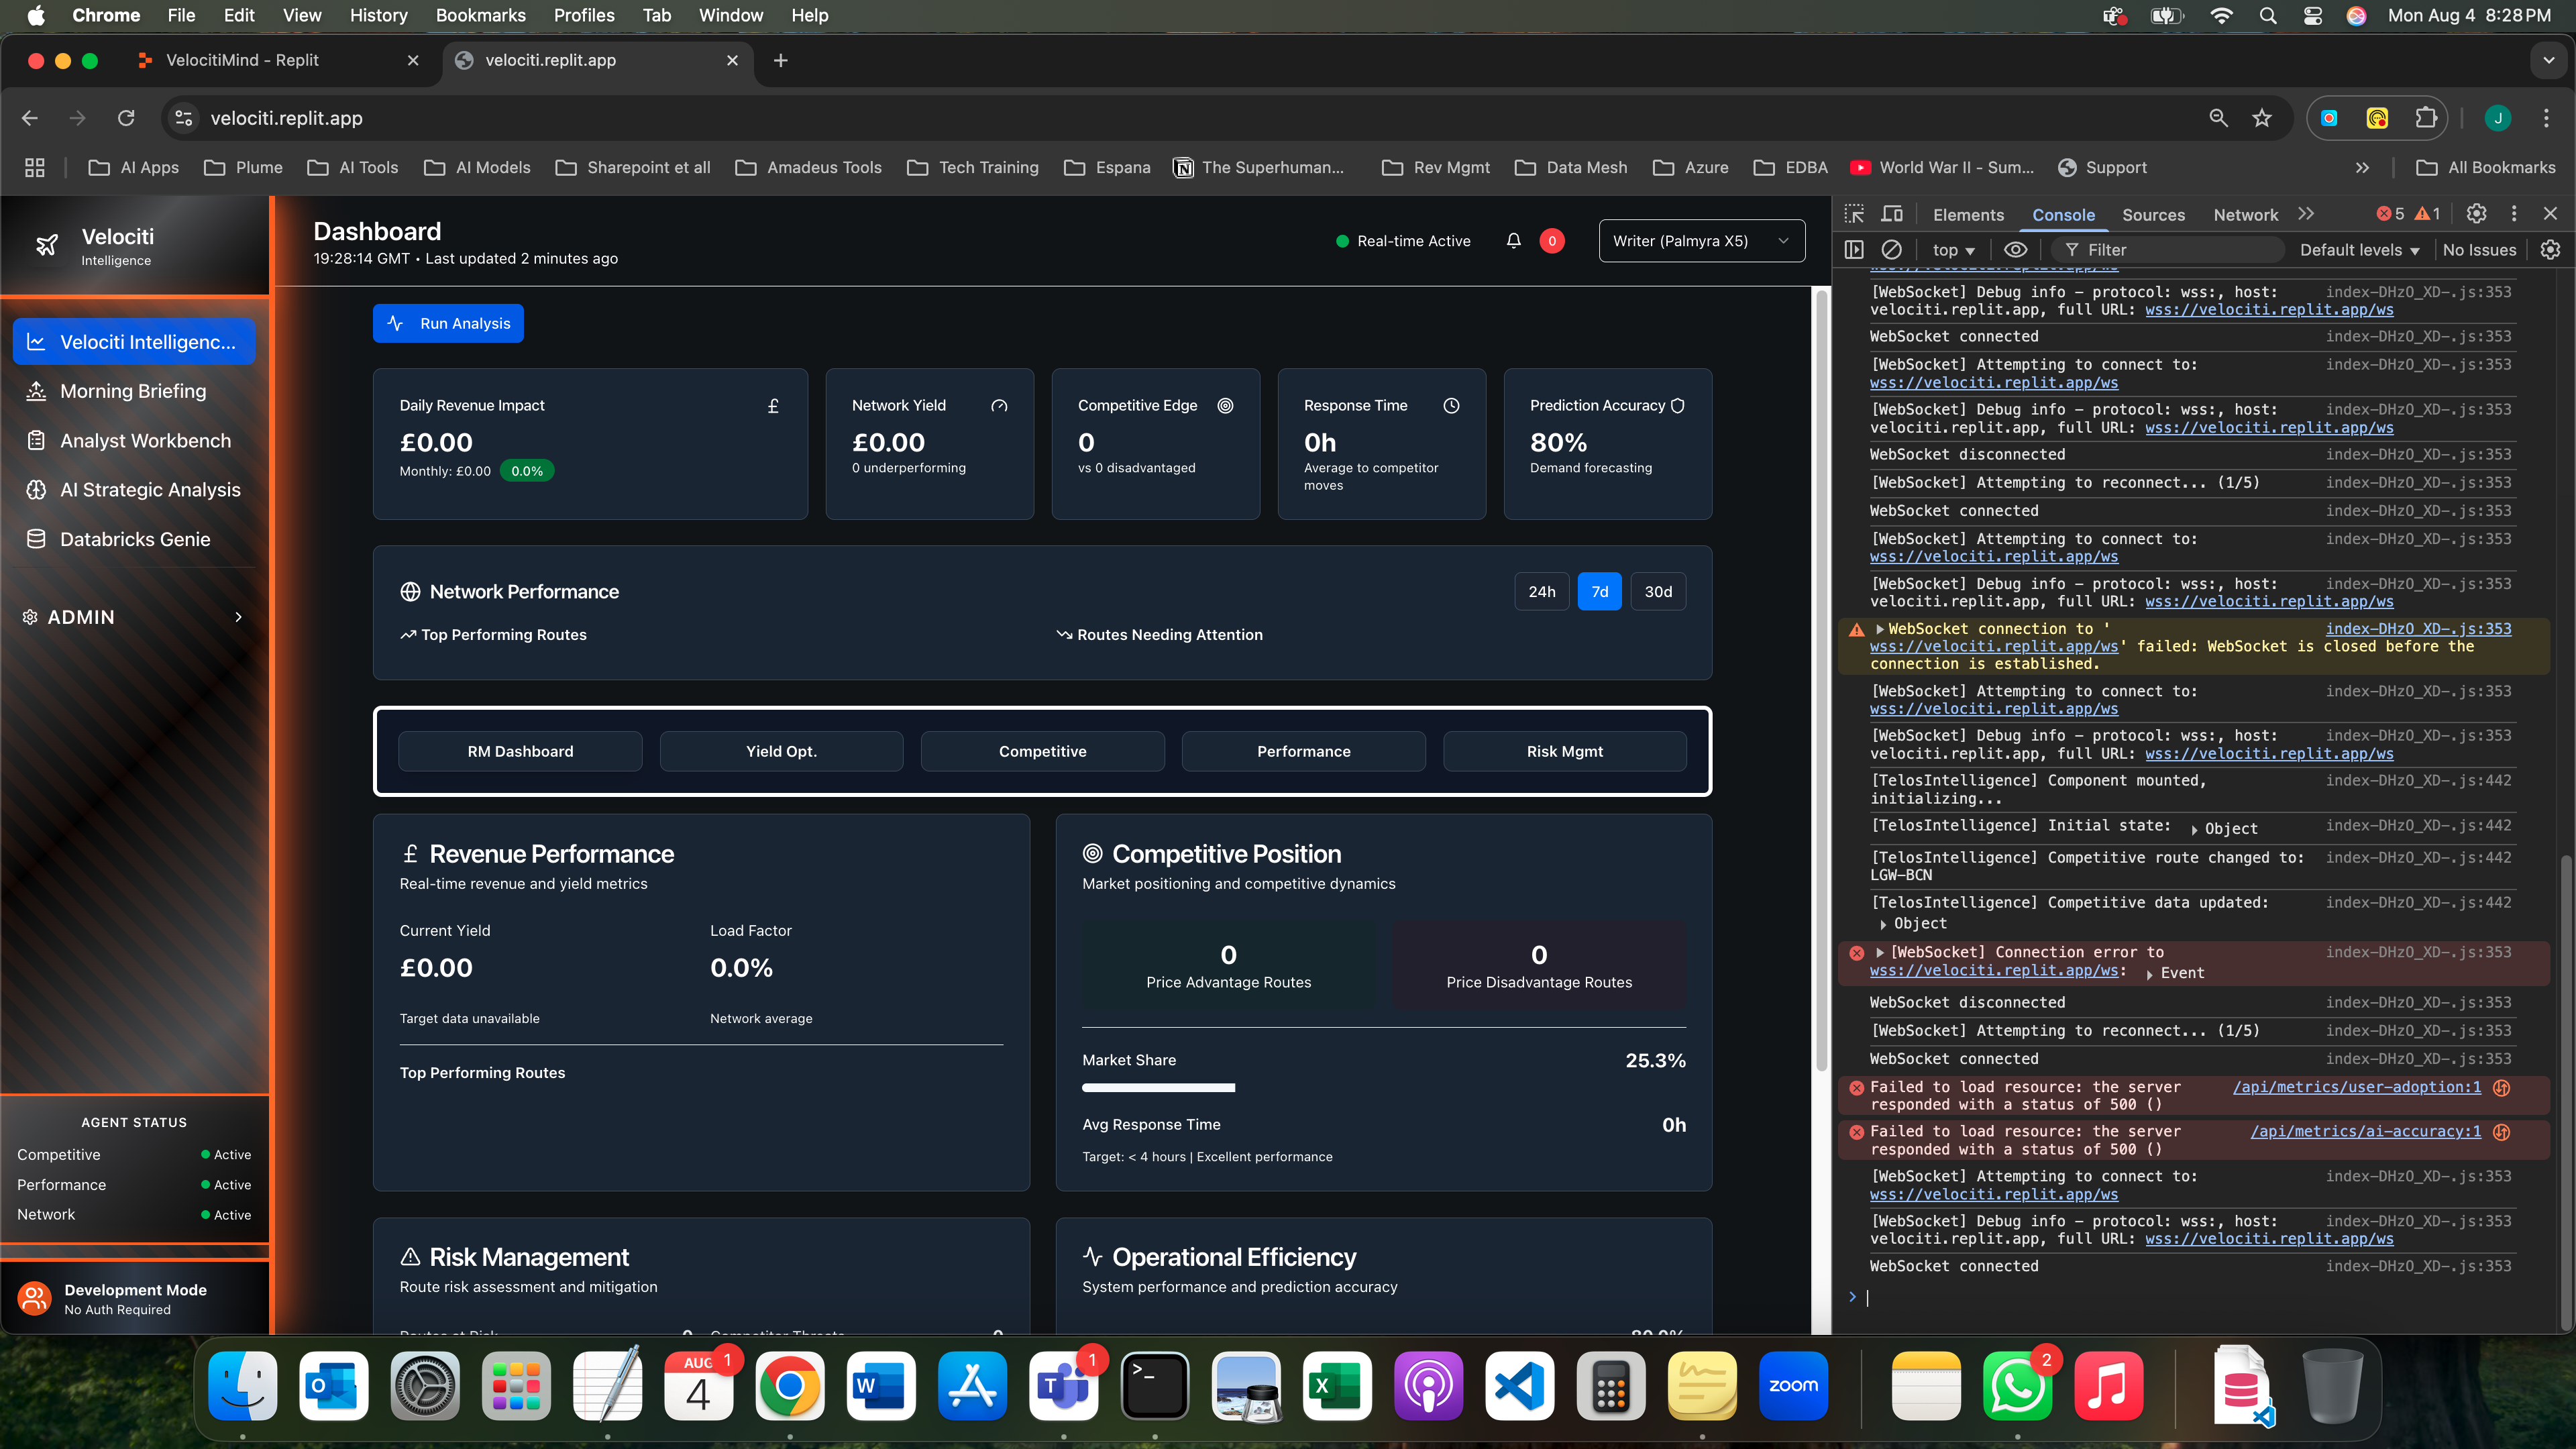 Chrome File Edit View History Bookmarks Profiles Tab Window Help
Mon Aug 4 8:28 PM
VelocitiMind - Replit
velociti.replit.app
velociti.replit.app
J
AI Apps Plume AI Tools AI Models Sharepoint et all Amadeus Tools Tech Training Espana The Superhuman... Rev Mgmt Data Mesh Azure EDBA World War II - Sum... Support
All Bookmarks
Velociti
Intelligence
Velociti Intelligenc...
Morning Briefing
Analyst Workbench
AI Strategic Analysis
Databricks Genie
ADMIN
AGENT STATUS
Competitive Active
Performance Active
Network Active
Development Mode
No Auth Required
Dashboard
19:28:14 GMT • Last updated 2 minutes ago
Real-time Active
0
Writer (Palmyra X5)
Run Analysis
Daily Revenue Impact £
£0.00
Monthly: £0.00 0.0%
Network Yield
£0.00
0 underperforming
Competitive Edge
0
vs 0 disadvantaged
Response Time
0h
Average to competitor
moves
Prediction Accuracy
80%
Demand forecasting
Network Performance
24h 7d 30d
Top Performing Routes
Routes Needing Attention
RM Dashboard Yield Opt. Competitive Performance Risk Mgmt
£ Revenue Performance
Real-time revenue and yield metrics
Current Yield Load Factor
£0.00 0.0%
Target data unavailable Network average
Top Performing Routes
Competitive Position
Market positioning and competitive dynamics
0 0
Price Advantage Routes Price Disadvantage Routes
Market Share 25.3%
Avg Response Time 0h
Target: < 4 hours | Excellent performance
Risk Management
Route risk assessment and mitigation
Routes at Risk 0 Competitor Threats 0
Operational Efficiency
System performance and prediction accuracy
80.0%
Elements Console Sources Network
5 1
top Filter Default levels No Issues
wss://velociti.replit.app/ws
[WebSocket] Debug info – protocol: wss:, host: index-DHzO_XD-.js:353
velociti.replit.app, full URL: wss://velociti.replit.app/ws
WebSocket connected index-DHzO_XD-.js:353
[WebSocket] Attempting to connect to: index-DHzO_XD-.js:353
wss://velociti.replit.app/ws
[WebSocket] Debug info – protocol: wss:, host: index-DHzO_XD-.js:353
velociti.replit.app, full URL: wss://velociti.replit.app/ws
WebSocket disconnected index-DHzO_XD-.js:353
[WebSocket] Attempting to reconnect... (1/5) index-DHzO_XD-.js:353
WebSocket connected index-DHzO_XD-.js:353
[WebSocket] Attempting to connect to: index-DHzO_XD-.js:353
wss://velociti.replit.app/ws
[WebSocket] Debug info – protocol: wss:, host: index-DHzO_XD-.js:353
velociti.replit.app, full URL: wss://velociti.replit.app/ws
WebSocket connection to ' index-DHzO_XD-.js:353
wss://velociti.replit.app/ws' failed: WebSocket is closed before the
connection is established.
[WebSocket] Attempting to connect to: index-DHzO_XD-.js:353
wss://velociti.replit.app/ws
[WebSocket] Debug info – protocol: wss:, host: index-DHzO_XD-.js:353
velociti.replit.app, full URL: wss://velociti.replit.app/ws
[TelosIntelligence] Component mounted, index-DHzO_XD-.js:442
initializing...
[TelosIntelligence] Initial state: Object index-DHzO_XD-.js:442
[TelosIntelligence] Competitive route changed to: index-DHzO_XD-.js:442
LGW-BCN
[TelosIntelligence] Competitive data updated: index-DHzO_XD-.js:442
Object
[WebSocket] Connection error to index-DHzO_XD-.js:353
wss://velociti.replit.app/ws: Event
WebSocket disconnected index-DHzO_XD-.js:353
[WebSocket] Attempting to reconnect... (1/5) index-DHzO_XD-.js:353
WebSocket connected index-DHzO_XD-.js:353
Failed to load resource: the server /api/metrics/user-adoption:1
responded with a status of 500 ()
Failed to load resource: the server /api/metrics/ai-accuracy:1
responded with a status of 500 ()
[WebSocket] Attempting to connect to: index-DHzO_XD-.js:353
wss://velociti.replit.app/ws
[WebSocket] Debug info – protocol: wss:, host: index-DHzO_XD-.js:353
velociti.replit.app, full URL: wss://velociti.replit.app/ws
WebSocket connected index-DHzO_XD-.js:353
AUG 1
4
1
2
zoom